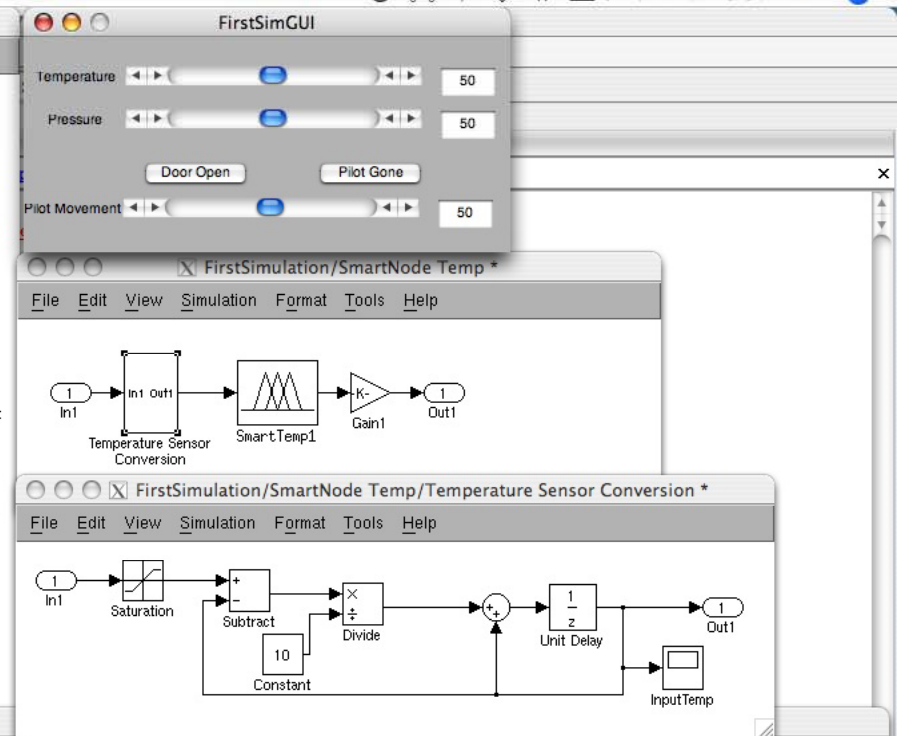 FirstSimGUI
Temperature 50
Pressure 50
Door Open Pilot Gone
Pilot Movement 50
X FirstSimulation/SmartNode Temp *
File Edit View Simulation Format Tools Help
1 In1 Out1 -K- 1
In1 Out1
Gain1
SmartTemp1
Temperature Sensor
Conversion
X FirstSimulation/SmartNode Temp/Temperature Sensor Conversion *
File Edit View Simulation Format Tools Help
1 + − × ÷ + + 1 z 1
In1
Saturation
Subtract
Divide
Unit Delay
Out1
10
Constant
InputTemp